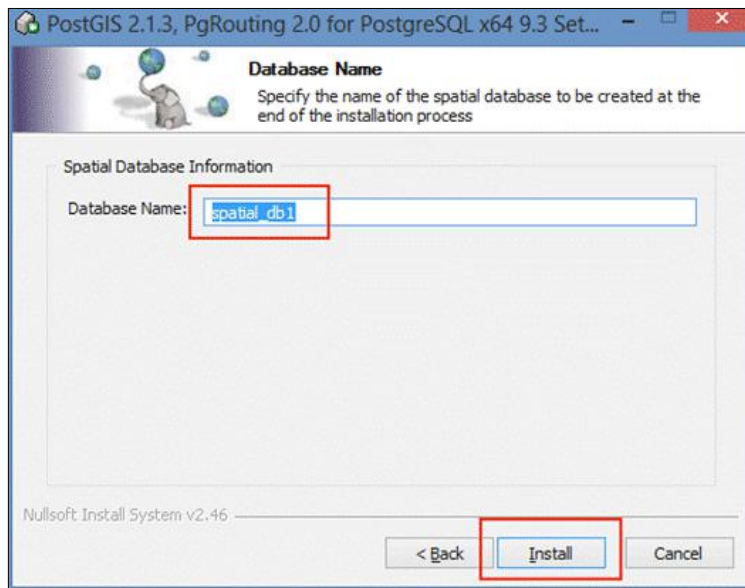 PostGIS 2.1.3, PgRouting 2.0 for PostgreSQL x64 9.3 Set...
Database Name
Specify the name of the spatial database to be created at the
end of the installation process
Spatial Database Information
Database Name: spatial_db1
Nullsoft Install System v2.46
< Back Install Cancel